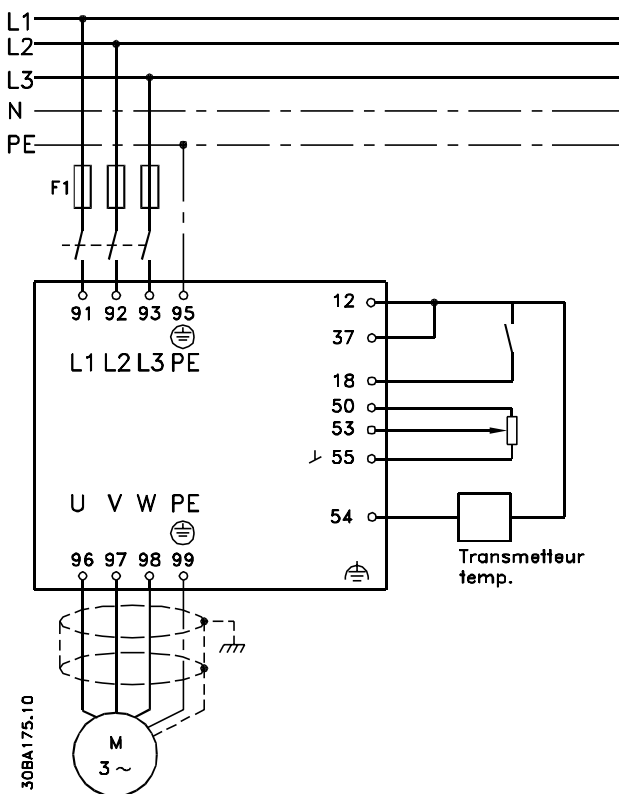 L1
L2
L3
N
PE
F1
91 92 93 95
L1 L2 L3 PE
12
37
18
50
53
55
54
U V W PE
96 97 98 99
Transmetteur
temp.
M
3 ~
30BA175.10